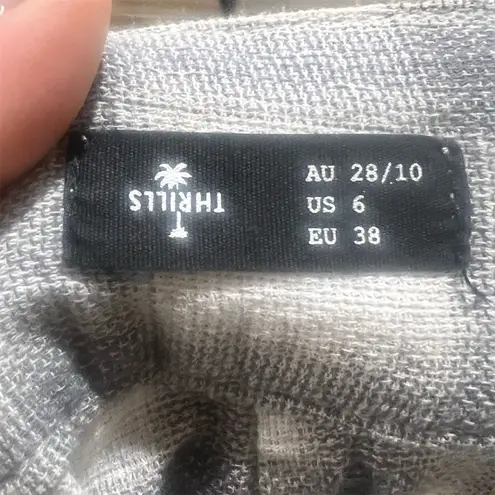 THRILLS
AU 28/10
US 6
EU 38